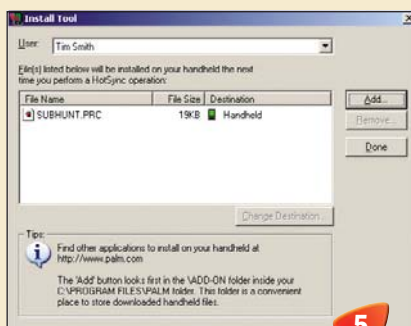 Install Tool
User: Tim Smith
File(s) listed below will be installed on your handheld the next
time you perform a HotSync operation:
File Name File Size Destination
SUBHUNT.PRC 19KB Handheld
Add...
Remove...
Done
Change Destination...
Tips:
Find other applications to install on your handheld at
http://www.palm.com
The 'Add' button looks first in the \ADD-ON folder inside your
C:\PROGRAM FILES\PALM folder. This folder is a convenient
place to store downloaded handheld files.
5